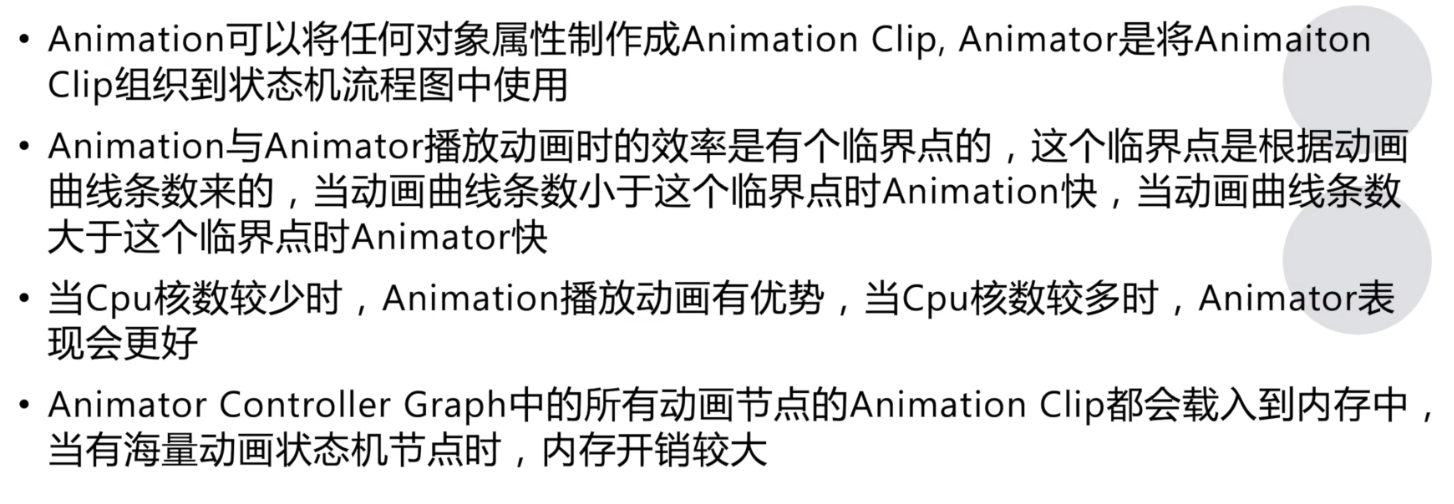 • Animation可以将任何对象属性制作成Animation Clip, Animator是将Animaiton
Clip组织到状态机流程图中使用
• Animation与Animator播放动画时的效率是有个临界点的，这个临界点是根据动画
曲线条数来的，当动画曲线条数小于这个临界点时Animation快，当动画曲线条数
大于这个临界点时Animator快
• 当Cpu核数较少时，Animation播放动画有优势，当Cpu核数较多时，Animator表
现会更好
• Animator Controller Graph中的所有动画节点的Animation Clip都会载入到内存中，
当有海量动画状态机节点时，内存开销较大